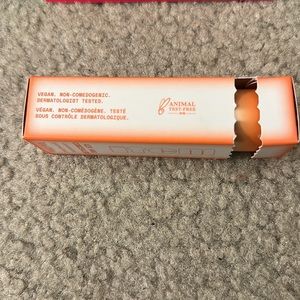 VEGAN. NON-COMEDOGENIC.
DERMATOLOGIST TESTED.
VÉGAN. NON-COMÉDOGÈNE. TESTÉ
SOUS CONTRÔLE DERMATOLOGIQUE.
ANIMAL
TEST-FREE